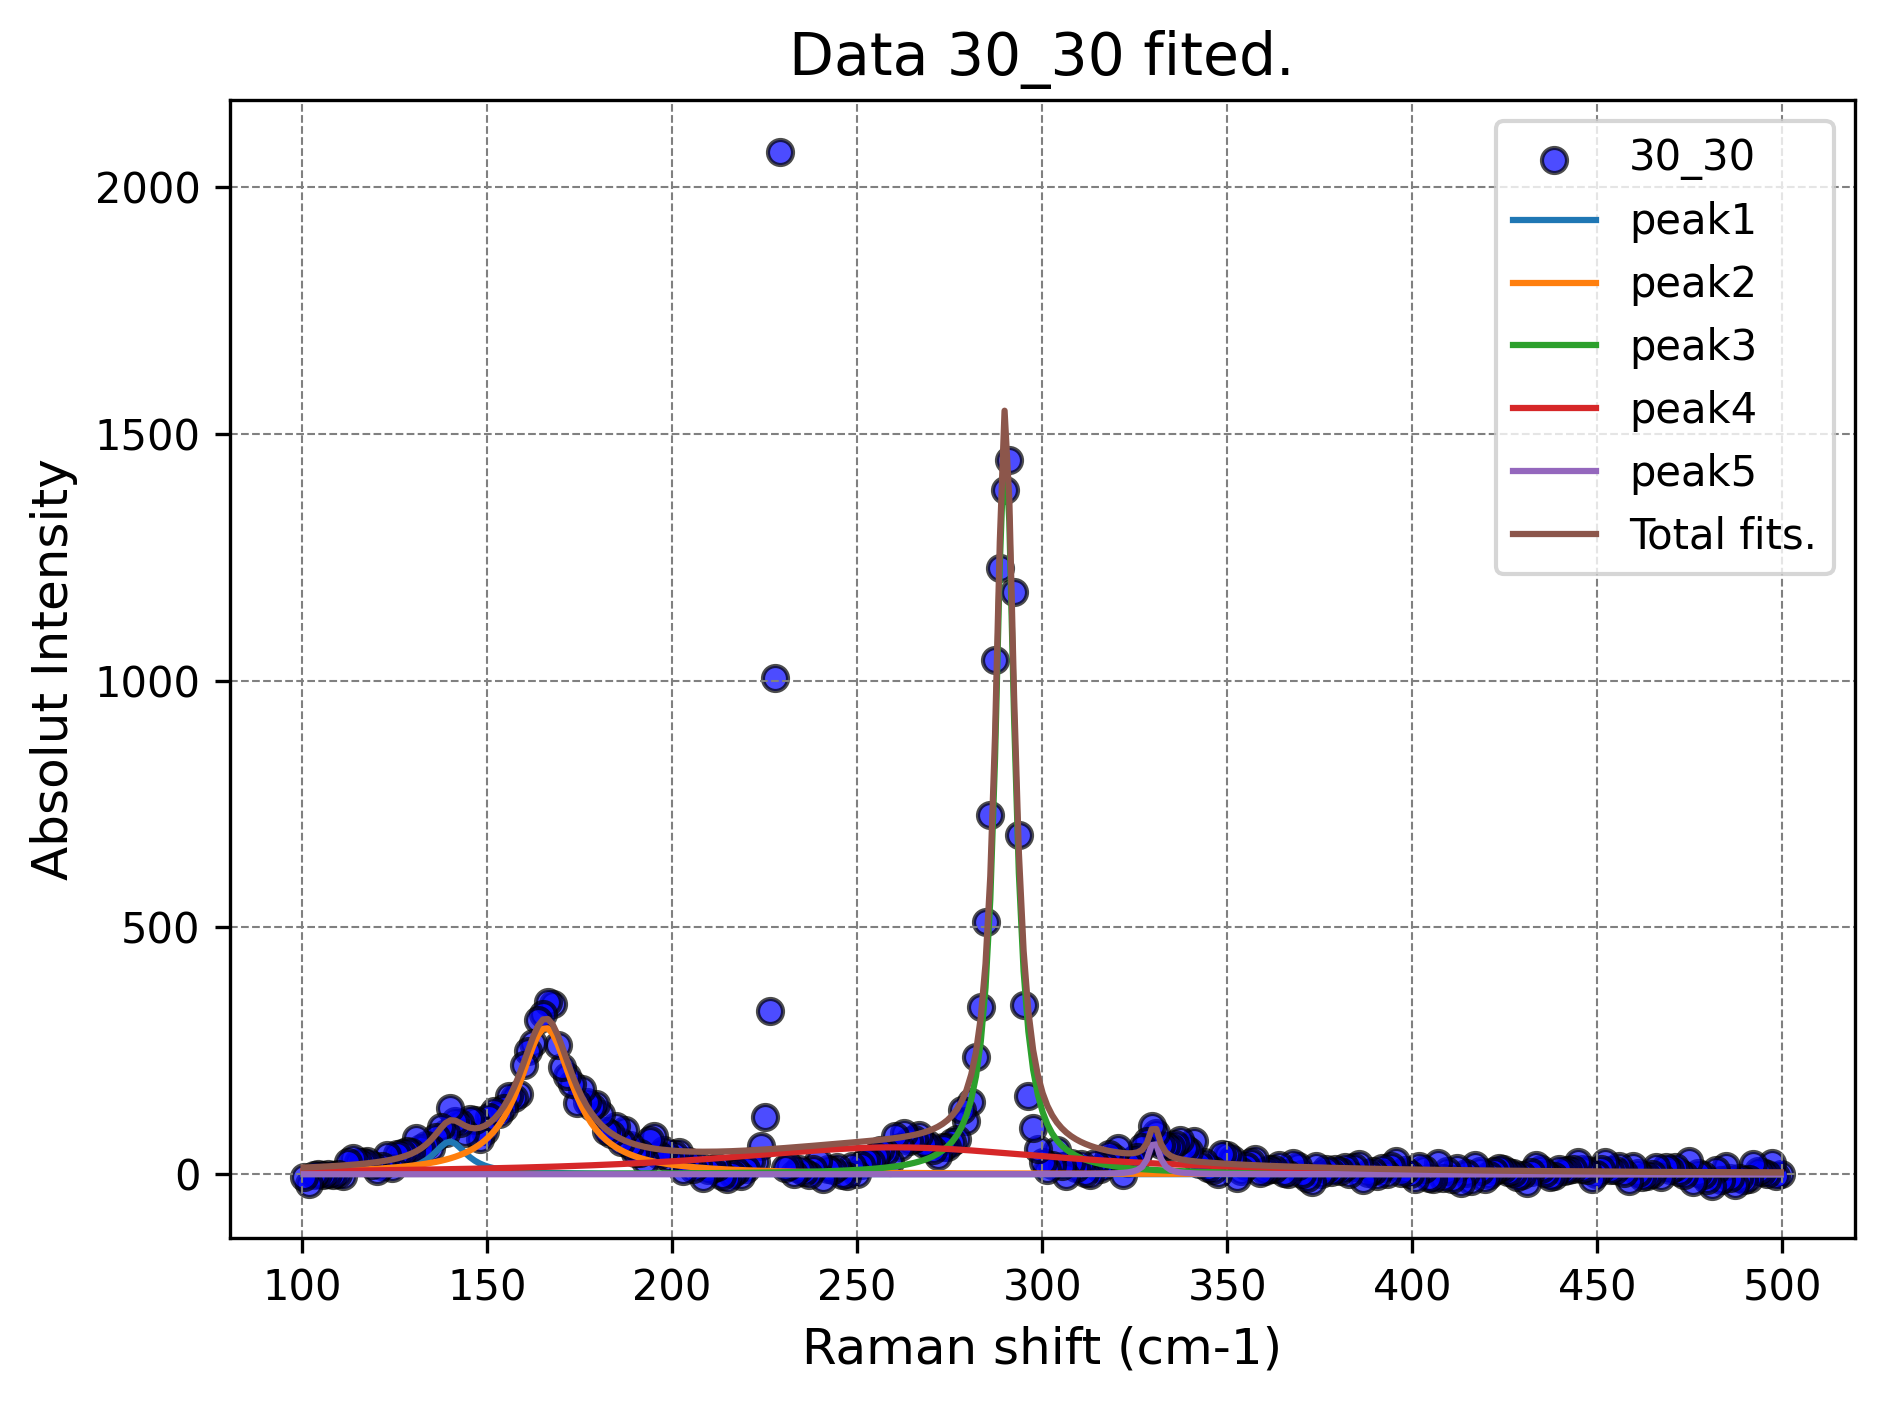 Data 30_30 fited.
Absolut Intensity
2000
1500
1000
500
0
30_30
peak1
peak2
peak3
peak4
peak5
Total fits.
100 150 200 250 300 350 400 450 500
Raman shift (cm-1)